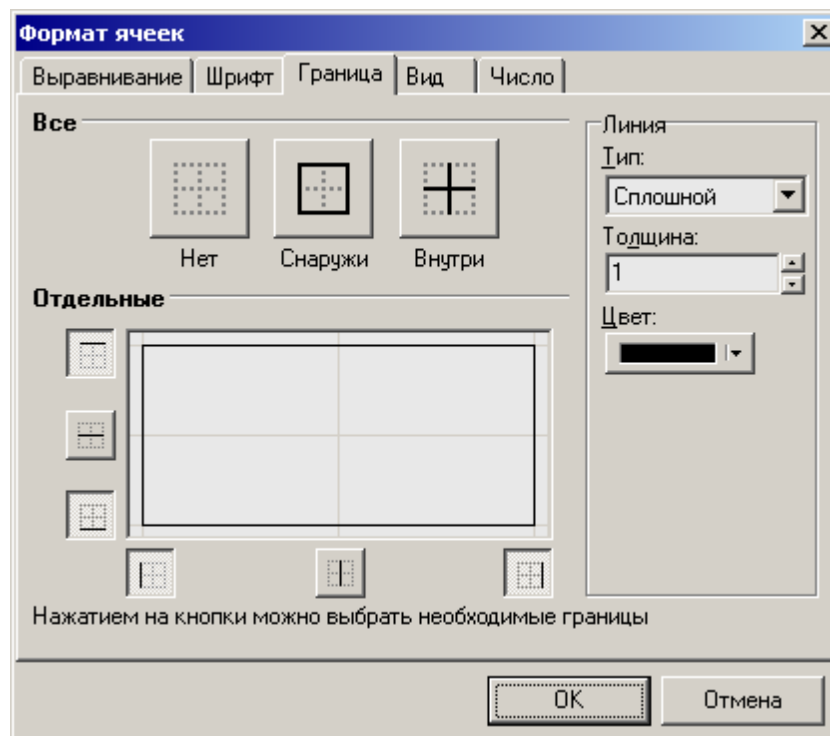 Формат ячеек
Выравнивание Шрифт Граница Вид Число
Все
Нет Снаружи Внутри
Отдельные
Линия
Тип:
Сплошной
Толщина:
1
Цвет:
Нажатием на кнопки можно выбрать необходимые границы
OK Отмена